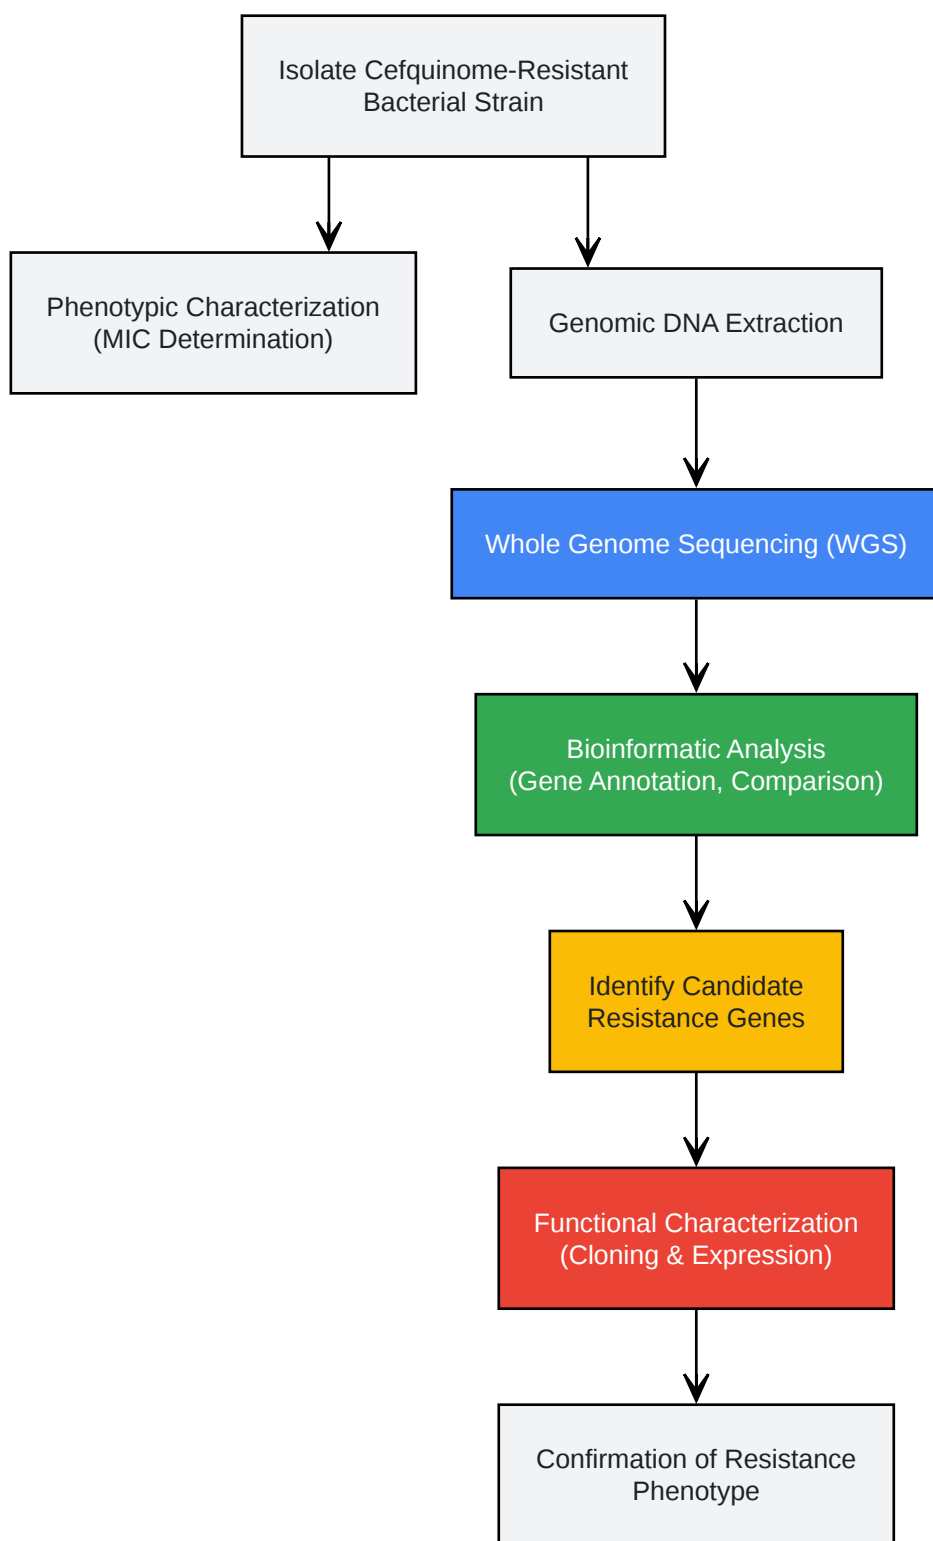 Isolate Cefquinome-Resistant
Bacterial Strain
Phenotypic Characterization
(MIC Determination)
Genomic DNA Extraction
Whole Genome Sequencing (WGS)
Bioinformatic Analysis
(Gene Annotation, Comparison)
Identify Candidate
Resistance Genes
Functional Characterization
(Cloning & Expression)
Confirmation of Resistance
Phenotype